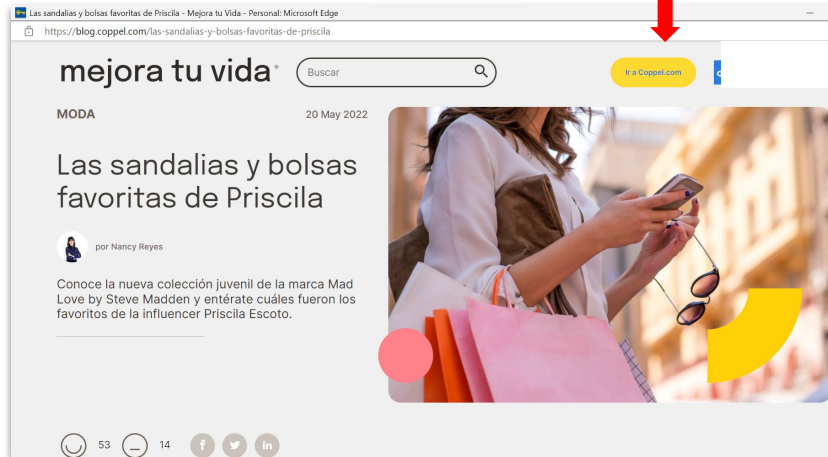 Las sandalias y bolsas favoritas de Priscila - Mejora tu Vida - Personal: Microsoft Edge
https://blog.coppel.com/las-sandalias-y-bolsas-favoritas-de-priscila
mejora tu vida
Buscar
Ir a Coppel.com
MODA
20 May 2022
Las sandalias y bolsas
favoritas de Priscila
por Nancy Reyes
Conoce la nueva colección juvenil de la marca Mad
Love by Steve Madden y entérate cuáles fueron los
favoritos de la influencer Priscila Escoto.
53
14